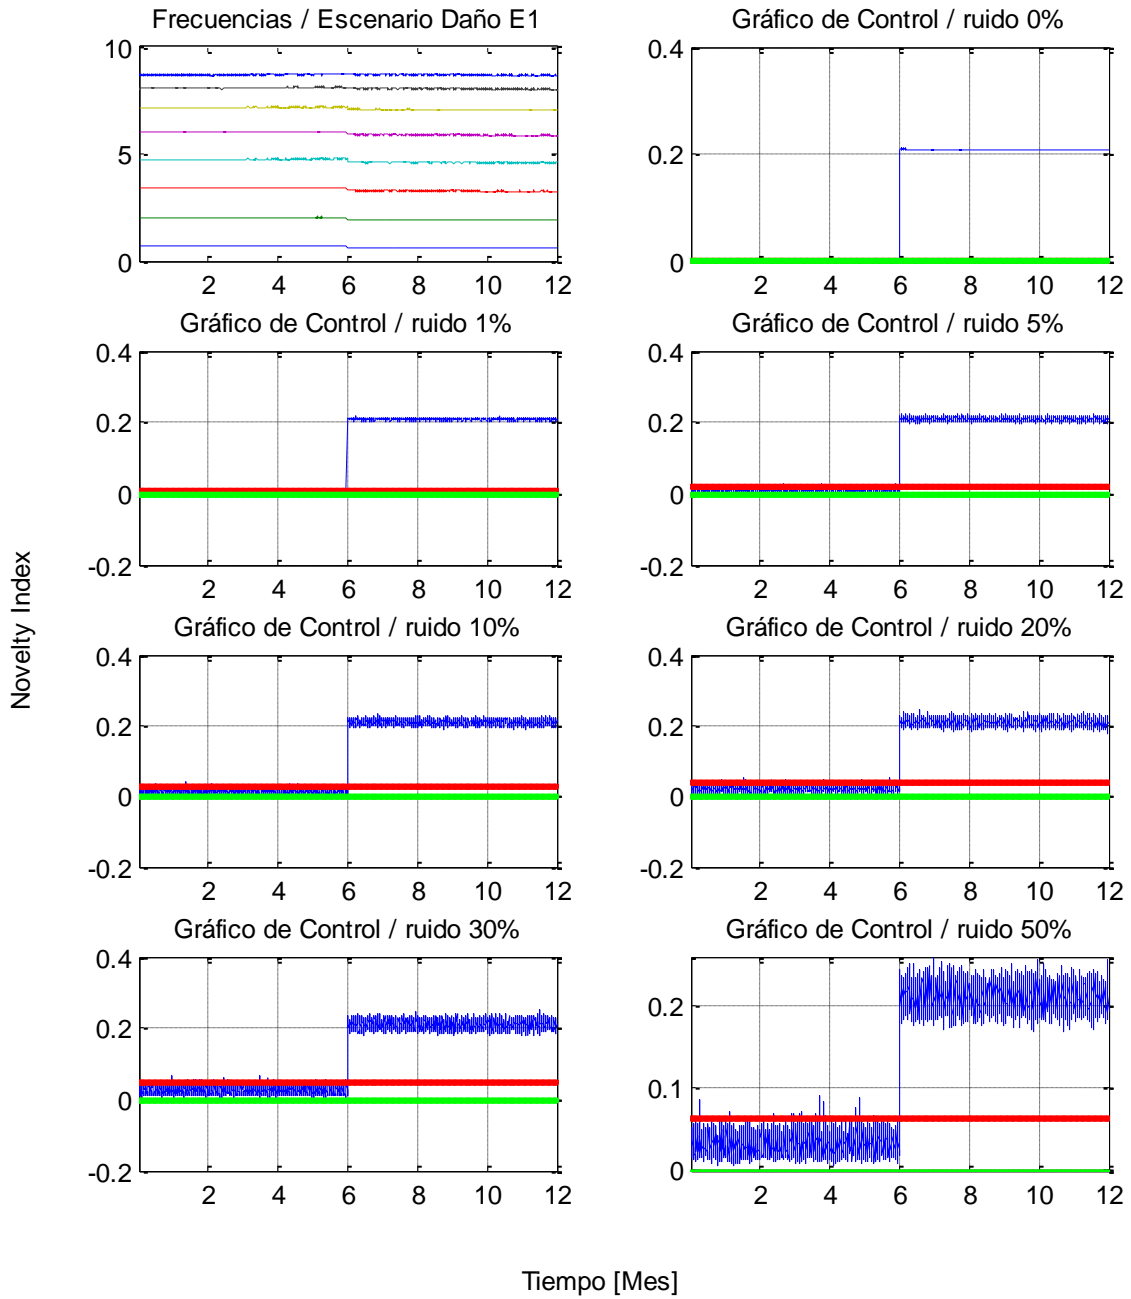 Frecuencias / Escenario Daño E1
10
5
0
2 4 6 8 10 12
Gráfico de Control / ruido 0%
0.4
0.2
0
2 4 6 8 10 12
Gráfico de Control / ruido 1%
0.4
0.2
0
-0.2
2 4 6 8 10 12
Gráfico de Control / ruido 5%
0.4
0.2
0
-0.2
2 4 6 8 10 12
Novelty Index
Gráfico de Control / ruido 10%
0.4
0.2
0
-0.2
2 4 6 8 10 12
Gráfico de Control / ruido 20%
0.4
0.2
0
-0.2
2 4 6 8 10 12
Gráfico de Control / ruido 30%
0.4
0.2
0
-0.2
2 4 6 8 10 12
Gráfico de Control / ruido 50%
0.2
0.1
0
2 4 6 8 10 12
Tiempo [Mes]